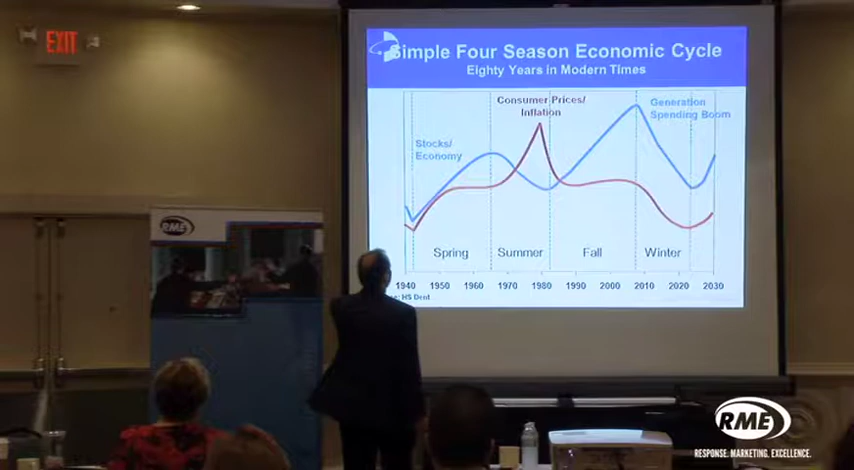 EXIT
Simple Four Season Economic Cycle
Eighty Years in Modern Times
Consumer Prices/
Inflation
Generation
Spending Boom
Stocks/
Economy
Spring Summer Fall Winter
1940 1950 1960 1970 1980 1990 2000 2010 2020 2030
HS Dent
RME
RME
RESPONSE. MARKETING. EXCELLENCE.